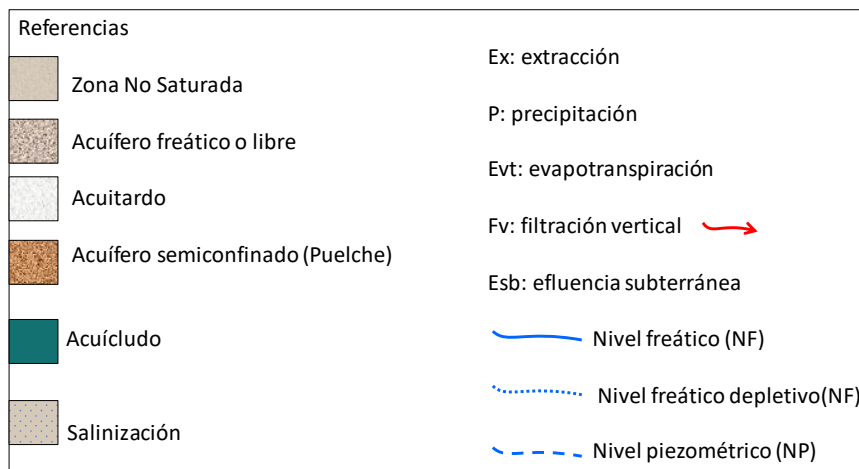 Referencias
Zona No Saturada
Acuífero freático o libre
Acuitardo
Acuífero semiconfinado (Puelche)
Acuícludo
Salinización
Ex: extracción
P: precipitación
Evt: evapotranspiración
Fv: filtración vertical
Esb: efluencia subterránea
Nivel freático (NF)
Nivel freático depletivo(NF)
Nivel piezométrico (NP)